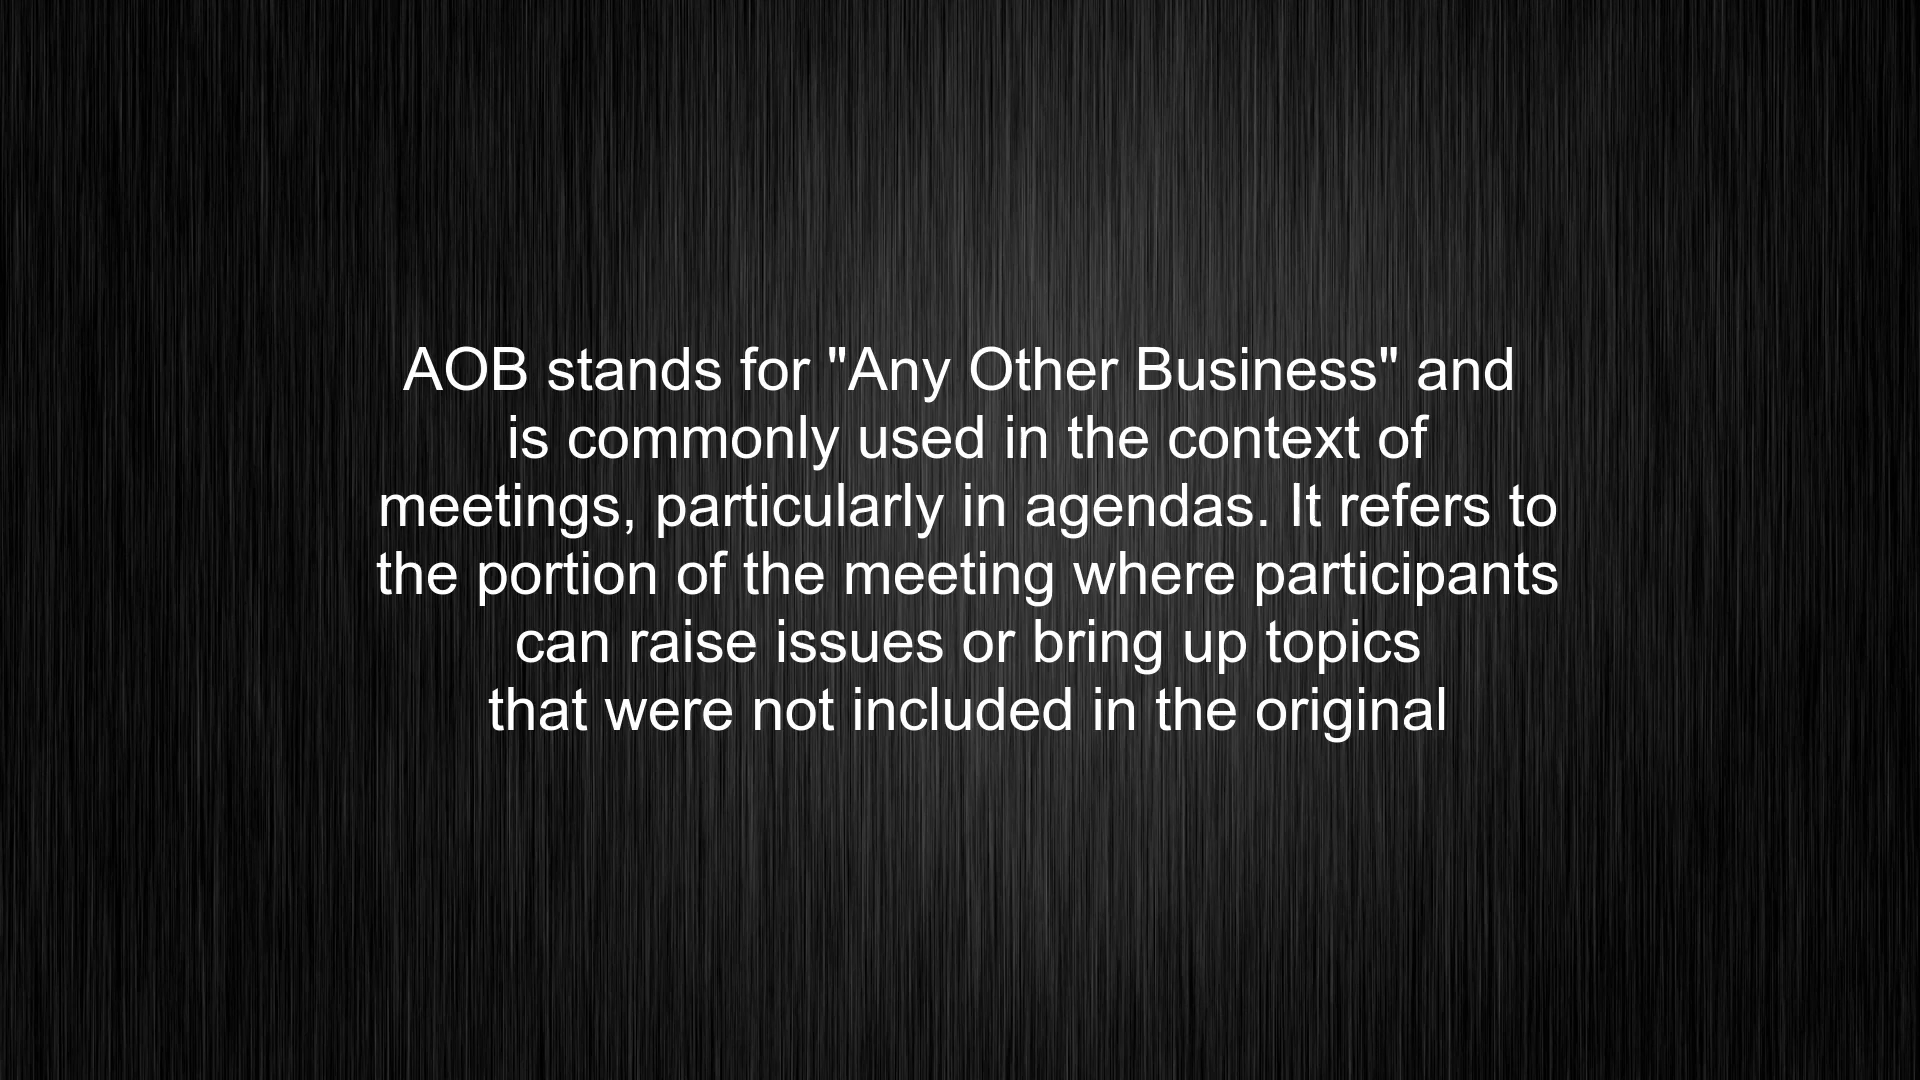 AOB stands for "Any Other Business" and
is commonly used in the context of
meetings, particularly in agendas. It refers to
the portion of the meeting where participants
can raise issues or bring up topics
that were not included in the original